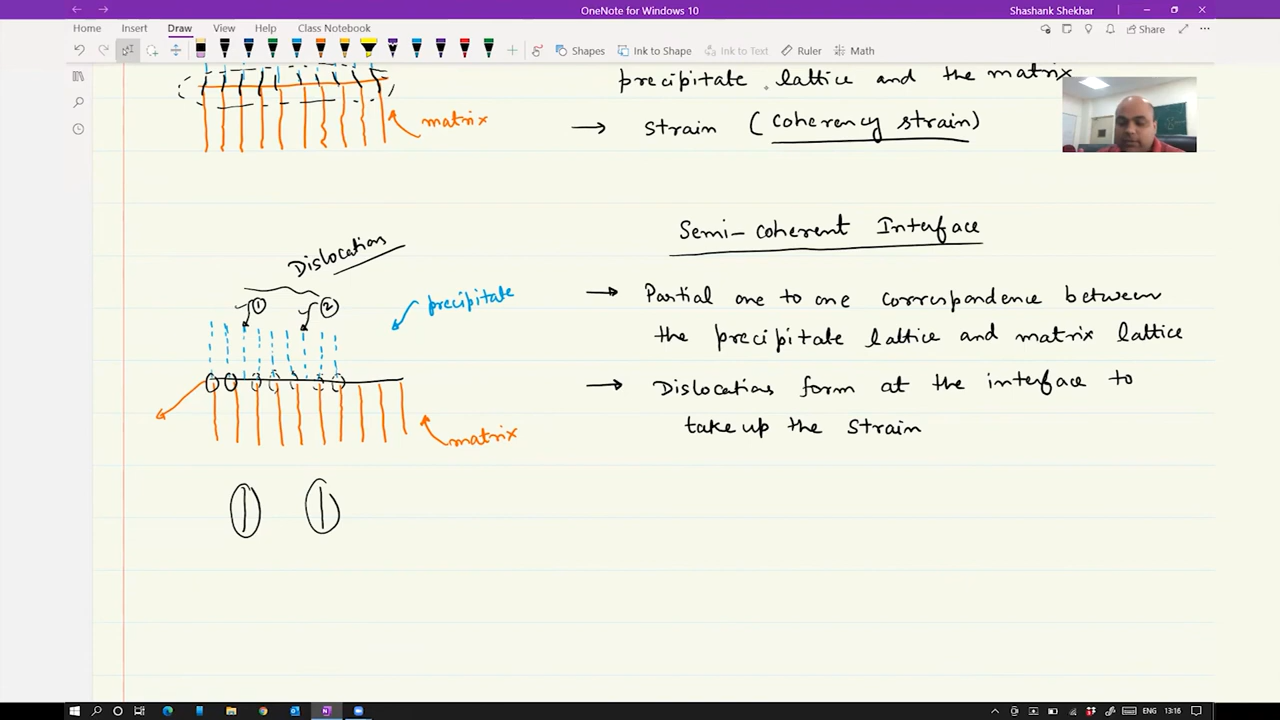 OneNote for Windows 10
Shashank Shekhar
Home Insert Draw View Help Class Notebook
Share
Shapes Ink to Shape Ink to Text Ruler Math
precipitate lattice and the matrix
matrix
→ Strain (coherency strain)
Semi-coherent Interface
Dislocations
① ②
precipitate
→ Partial one to one correspondence between
the precipitate lattice and matrix lattice
→ Dislocations form at the interface to
take up the strain
matrix
ENG 13:16